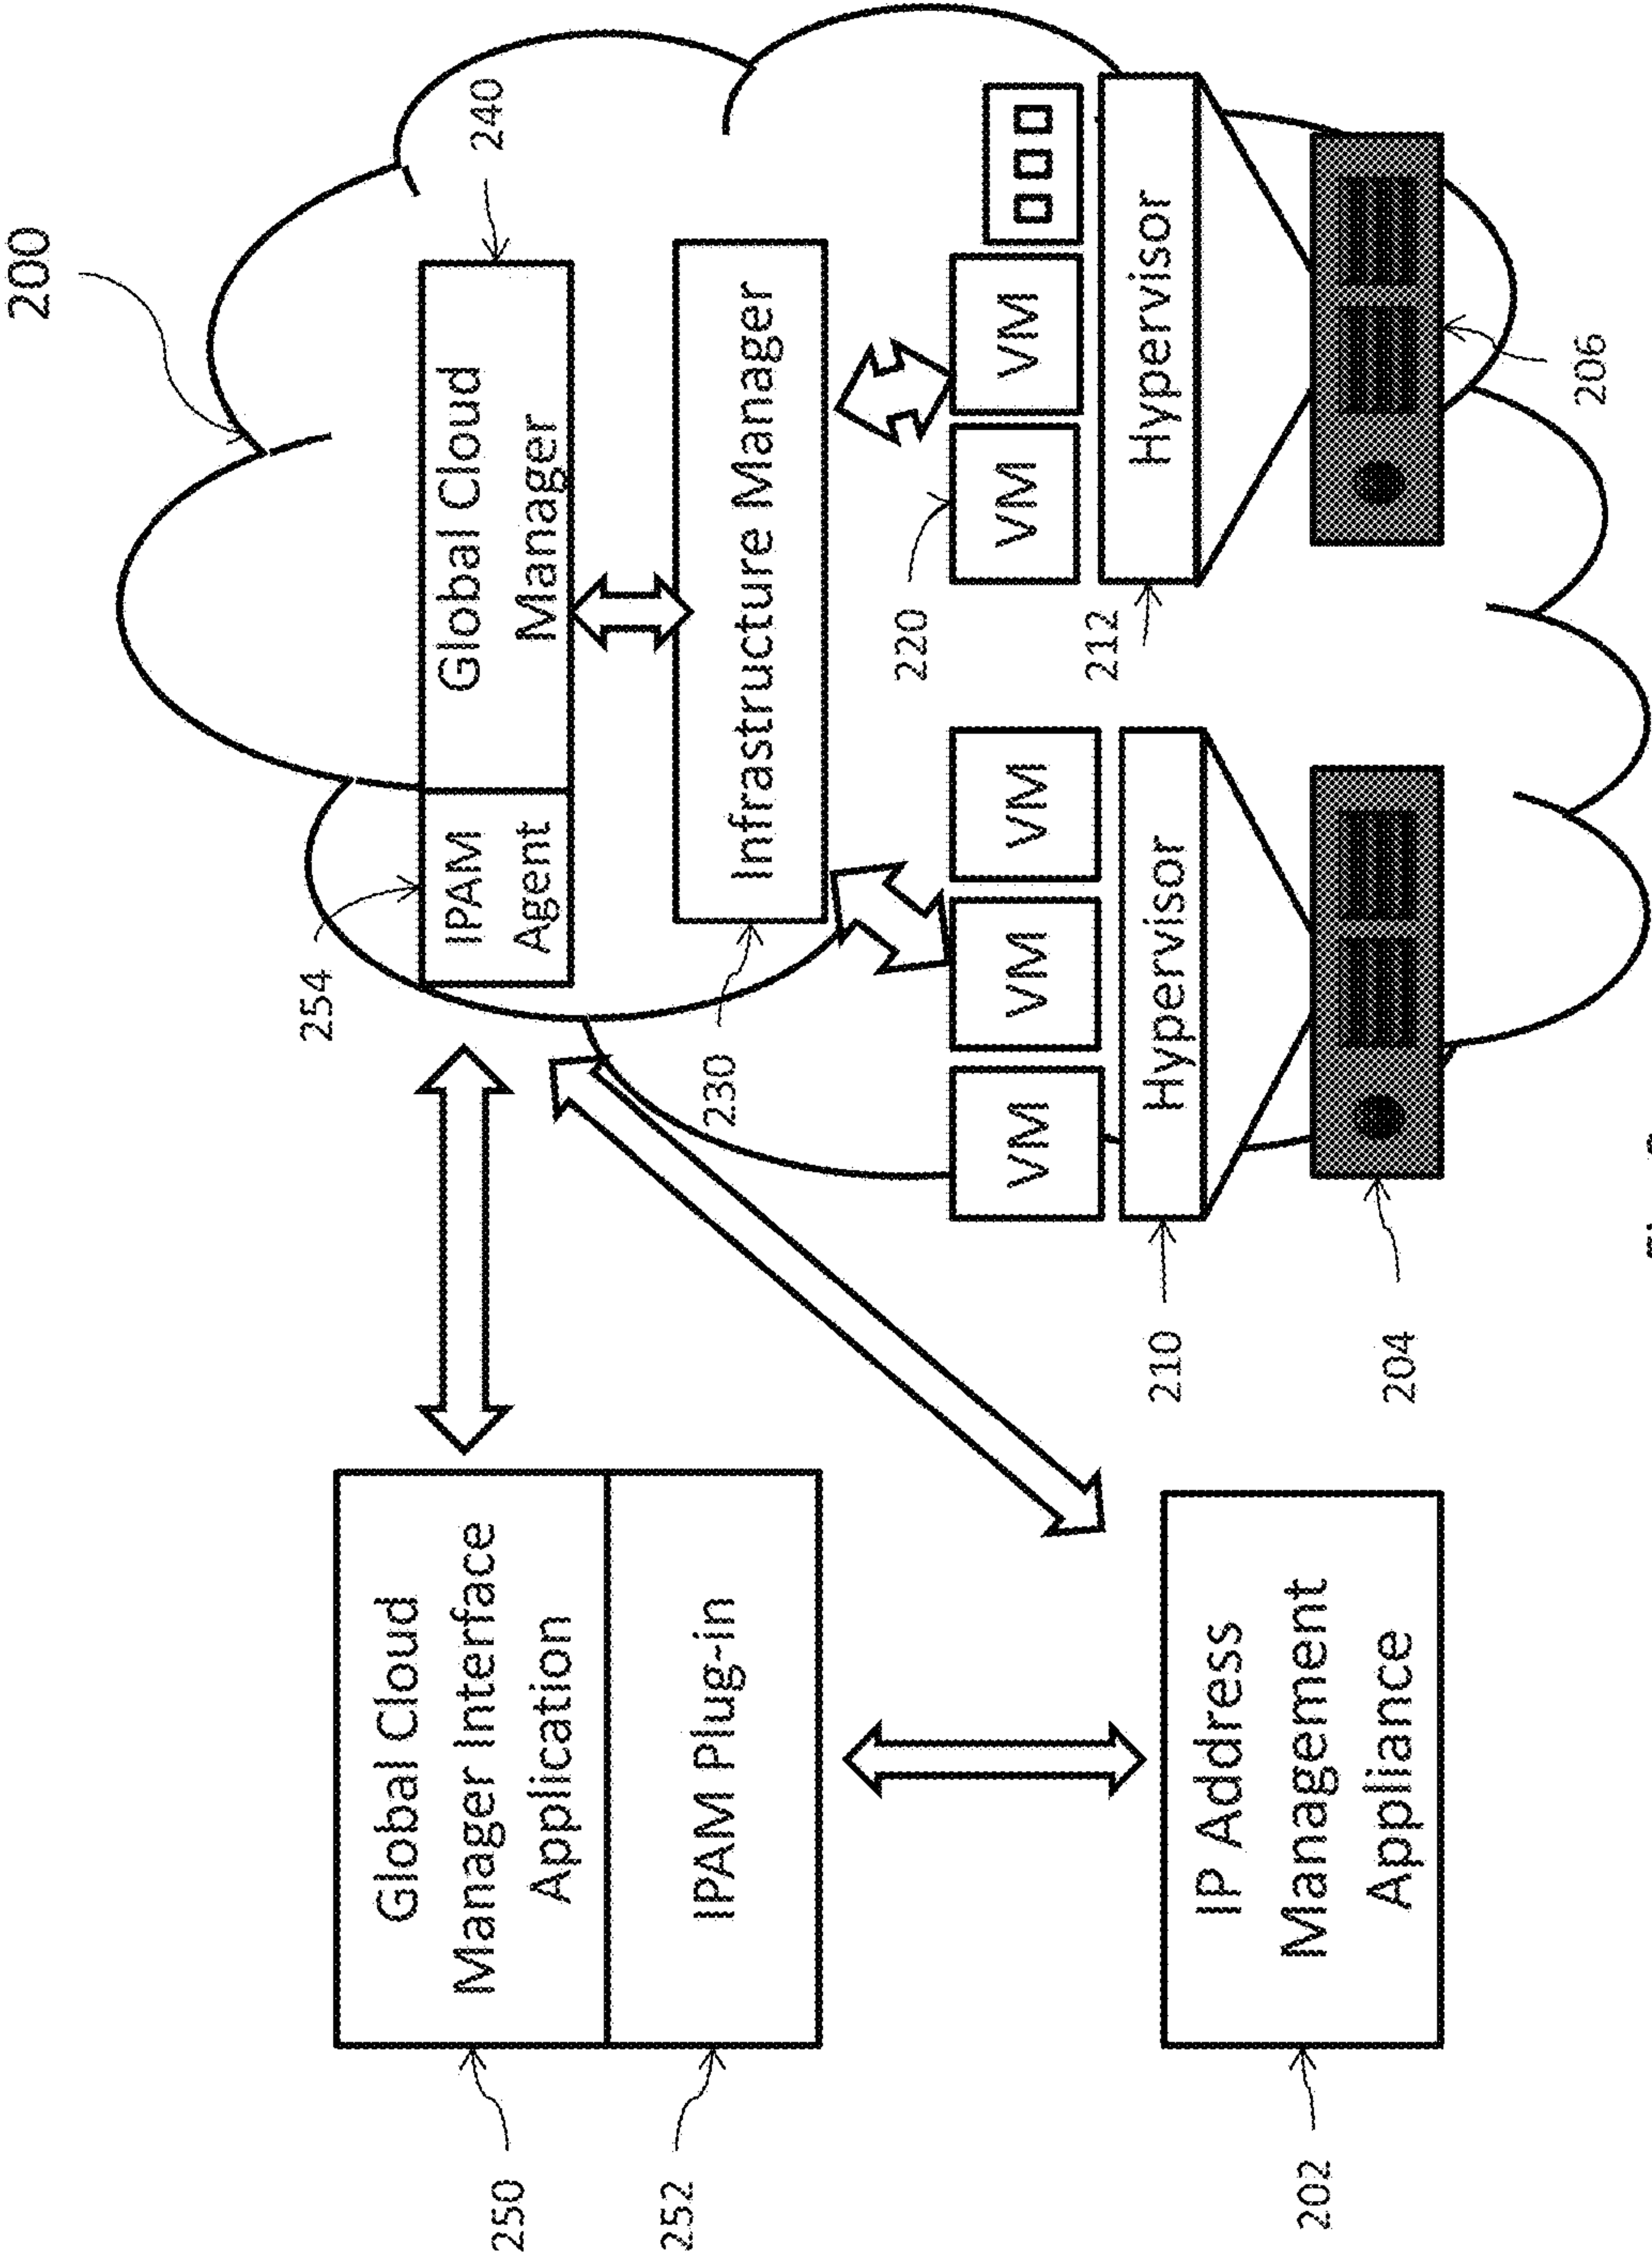 200
Global Cloud
Manager Interface
Application
IPAM Plug-in
250
252
IP Address
Management
Appliance
202
254
IPAM
Agent
Global Cloud
Manager
240
Infrastructure Manager
230
VM
VM
VM
Hypervisor
210
204
220
VM
VM
Hypervisor
212
206